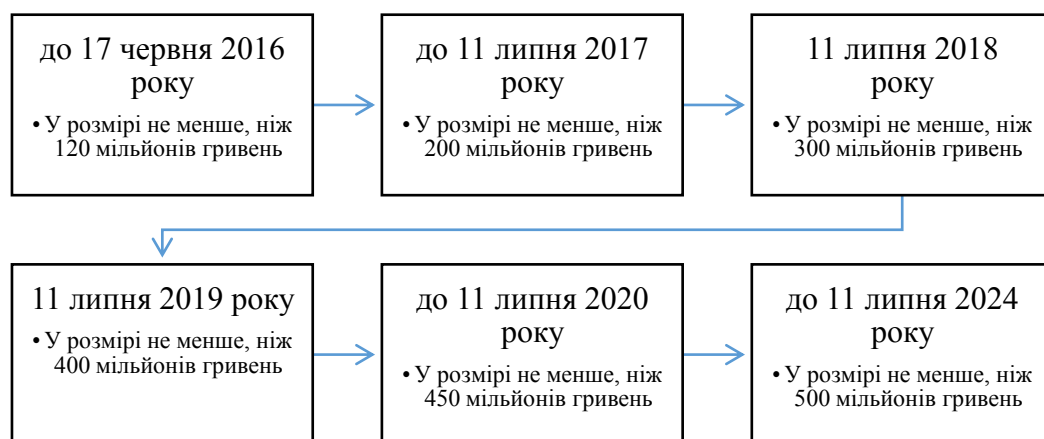 до 17 червня 2016
року
• У розмірі не менше, ніж
120 мільйонів гривень
до 11 липня 2017
року
• У розмірі не менше, ніж
200 мільйонів гривень
11 липня 2018
року
• У розмірі не менше, ніж
300 мільйонів гривень
11 липня 2019 року
• У розмірі не менше, ніж
400 мільйонів гривень
до 11 липня 2020
року
• У розмірі не менше, ніж
450 мільйонів гривень
до 11 липня 2024
року
• У розмірі не менше, ніж
500 мільйонів гривень